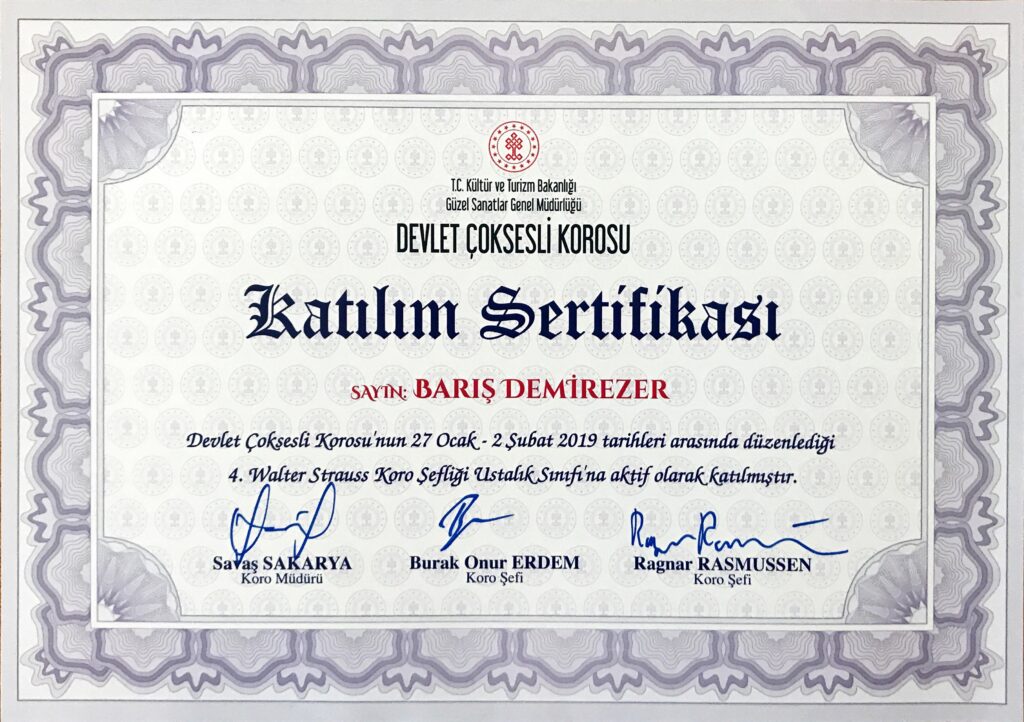 T.C. Kültür ve Turizm Bakanlığı
Güzel Sanatlar Genel Müdürlüğü
DEVLET ÇOKSESLİ KOROSU
Katılım Sertifikası
SAYIN: BARIŞ DEMİREZER
Devlet Çoksesli Korosu'nun 27 Ocak - 2 Şubat 2019 tarihleri arasında düzenlediği
4. Walter Strauss Koro Şefliği Ustalık Sınıfı'na aktif olarak katılmıştır.
Savaş SAKARYA
Koro Müdürü
Burak Onur ERDEM
Koro Şefi
Ragnar RASMUSSEN
Koro Şefi